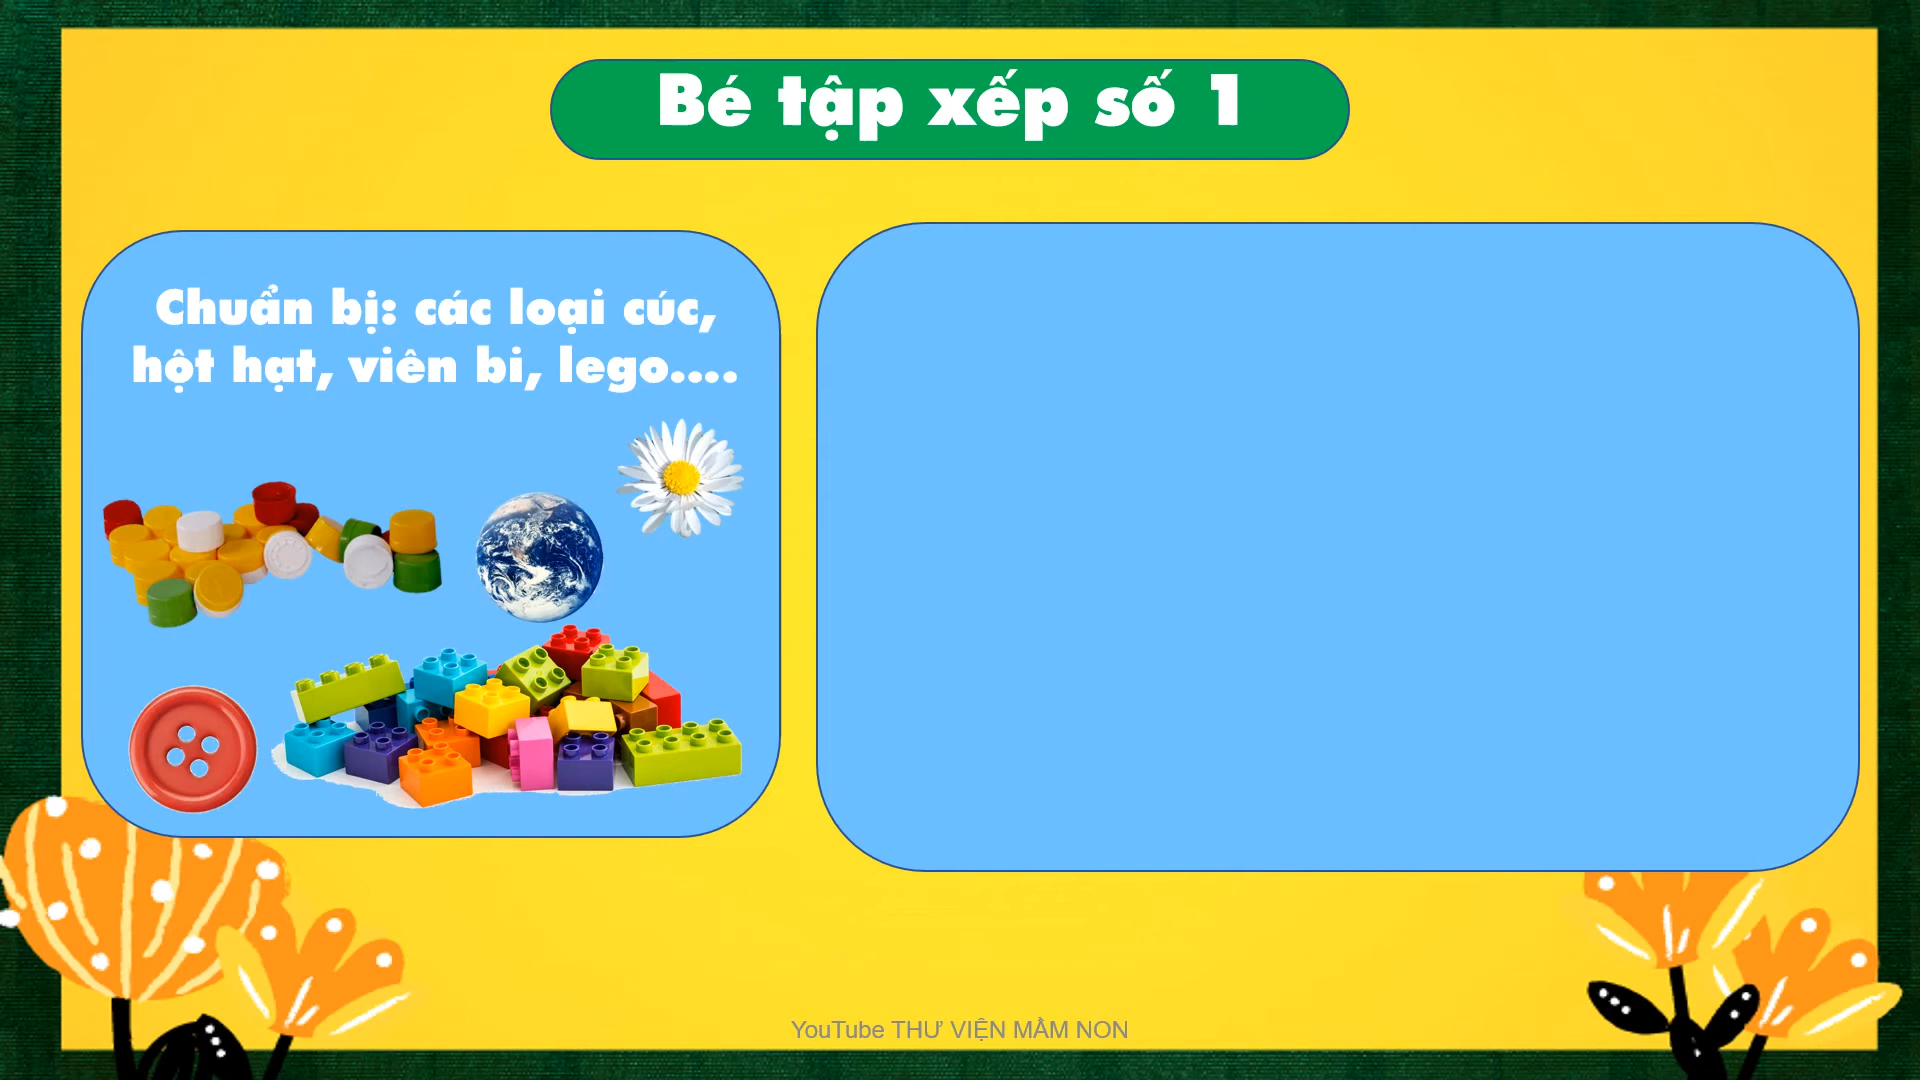 Bé tập xếp số 1
Chuẩn bị: các loại cúc,
hột hạt, viên bi, lego....
YouTube THƯ VIỆN MẦM NON